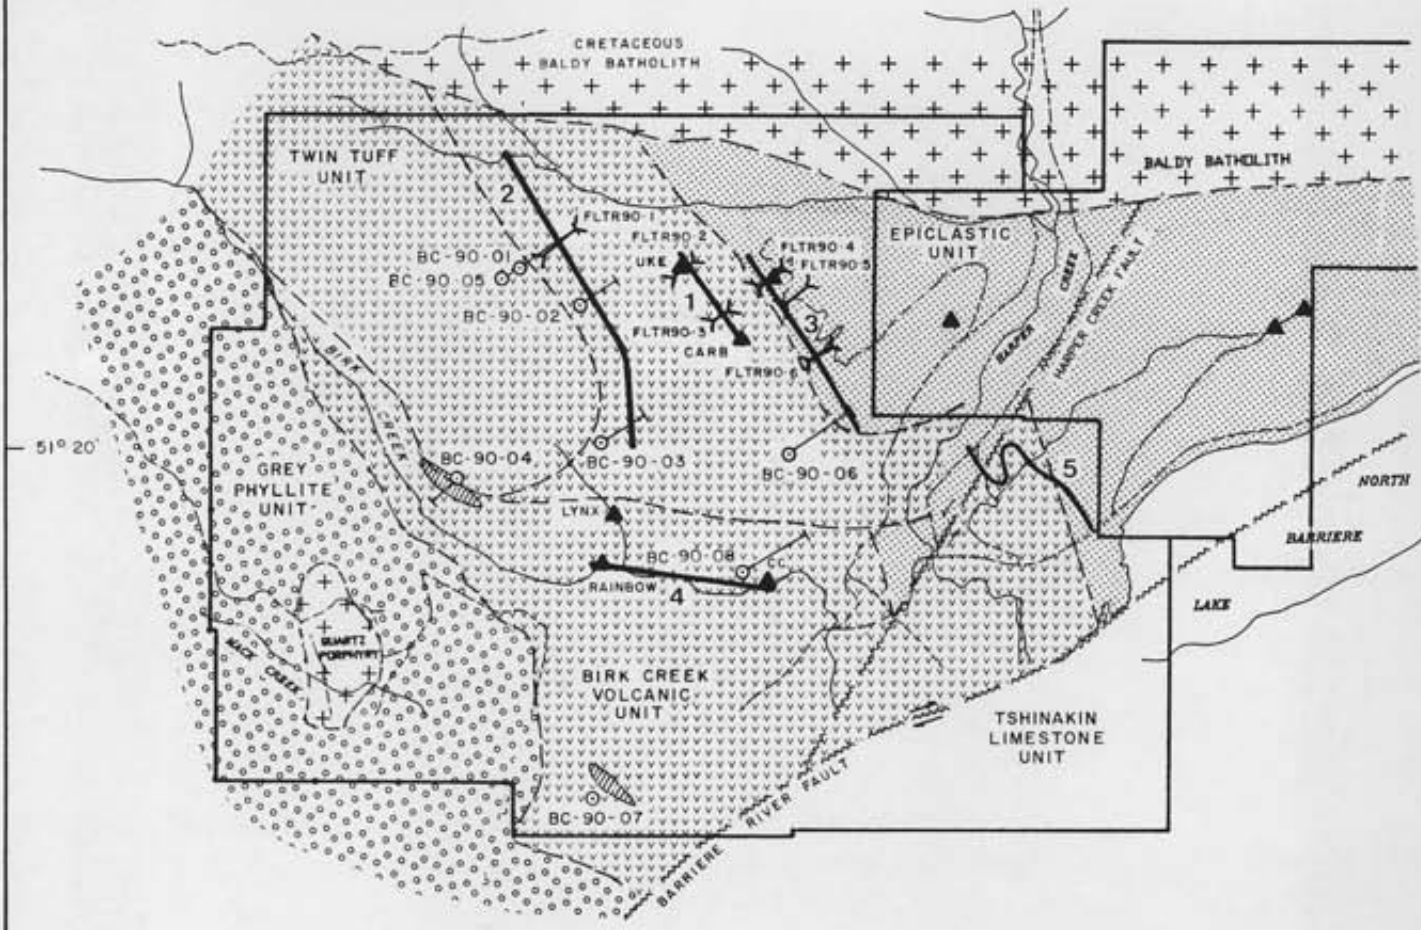 CRETACEOUS
BALDY BATHOLITH
TWIN TUFF
UNIT
BALDY BATHOLITH
2
FLTR90-1
FLTR90-2
EPICLASTIC
UNIT
FLTR90-4
FLTR90-5
BC-90-01
UKE
BC-90-05
BC-90-02
1
3
FLTR90-3
CARB
FLTR90-6
HARPER
CREEK
HARPER CREEK FAULT
BIRK
CREEK
51° 20'
BC-90-04
BC-90-03
BC-90-06
5
GREY
PHYLLITE
UNIT
LYNX
NORTH
BARRIERE
LAKE
BC-90-08
CC
RAINBOW
4
QUARTZ
PORPHYRY
CREEK
BIRK CREEK
VOLCANIC
UNIT
TSHINAKIN
LIMESTONE
UNIT
BC-90-07
BARRIERE RIVER FAULT